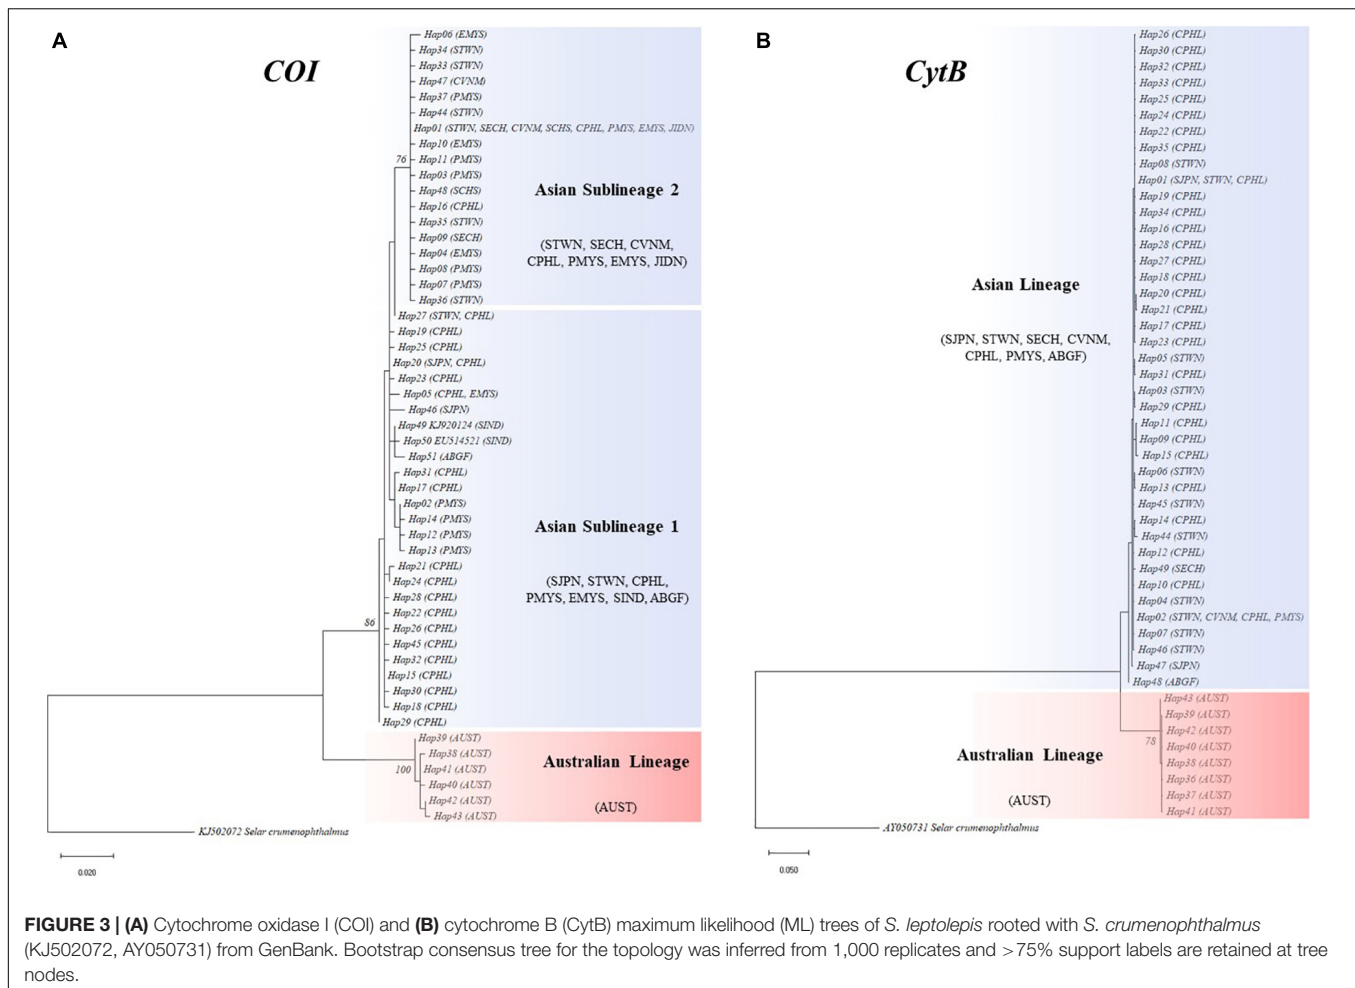 A
COI
Hap06 (EMYS)
Hap34 (STWN)
Hap33 (STWN)
Hap47 (CVNM)
Hap37 (PMYS)
Hap44 (STWN)
Hap01 (STWN, SECH, CVNM, SCHS, CPHL, PMYS, EMYS, JIDN)
Hap10 (EMYS)
76
Hap11 (PMYS)
Hap03 (PMYS)
Hap48 (SCHS)
Hap16 (CPHL)
Hap35 (STWN)
Hap09 (SECH)
Hap04 (EMYS)
Hap08 (PMYS)
Hap07 (PMYS)
Hap36 (STWN)
Asian Sublineage 2
(STWN, SECH, CVNM,
CPHL, PMYS, EMYS, JIDN)
Hap27 (STWN, CPHL)
Hap19 (CPHL)
Hap25 (CPHL)
Hap20 (SJPN, CPHL)
Hap23 (CPHL)
Hap05 (CPHL, EMYS)
Hap46 (SJPN)
Hap49 KJ920124 (SIND)
Hap50 EU514521 (SIND)
Hap51 (ABGF)
Hap31 (CPHL)
Hap17 (CPHL)
Hap02 (PMYS)
Hap14 (PMYS)
Hap12 (PMYS)
Hap13 (PMYS)
Hap21 (CPHL)
Hap24 (CPHL)
Hap28 (CPHL)
Hap22 (CPHL)
86
Hap26 (CPHL)
Hap45 (CPHL)
Hap32 (CPHL)
Hap15 (CPHL)
Hap30 (CPHL)
Hap18 (CPHL)
Hap29 (CPHL)
Asian Sublineage 1
(SJPN, STWN, CPHL,
PMYS, EMYS, SIND, ABGF)
Hap39 (AUST)
Hap38 (AUST)
100
Hap41 (AUST)
Hap40 (AUST)
Hap42 (AUST)
Hap43 (AUST)
Australian Lineage
(AUST)
KJ502072 Selar crumenophthalmus
0.020
B
CytB
Hap26 (CPHL)
Hap30 (CPHL)
Hap32 (CPHL)
Hap33 (CPHL)
Hap25 (CPHL)
Hap24 (CPHL)
Hap22 (CPHL)
Hap35 (CPHL)
Hap08 (STWN)
Hap01 (SJPN, STWN, CPHL)
Hap19 (CPHL)
Hap34 (CPHL)
Hap16 (CPHL)
Hap28 (CPHL)
Hap27 (CPHL)
Hap18 (CPHL)
Hap20 (CPHL)
Hap21 (CPHL)
Hap17 (CPHL)
Hap23 (CPHL)
Hap05 (STWN)
Hap31 (CPHL)
Hap03 (STWN)
Hap29 (CPHL)
Hap11 (CPHL)
Hap09 (CPHL)
Hap15 (CPHL)
Hap06 (STWN)
Hap13 (CPHL)
Hap45 (STWN)
Hap14 (CPHL)
Hap44 (STWN)
Hap12 (CPHL)
Hap49 (SECH)
Hap10 (CPHL)
Hap04 (STWN)
Hap02 (STWN, CVNM, CPHL, PMYS)
Hap07 (STWN)
Hap46 (STWN)
Hap47 (SJPN)
Hap48 (ABGF)
Asian Lineage
(SJPN, STWN, SECH, CVNM,
CPHL, PMYS, ABGF)
Hap43 (AUST)
Hap39 (AUST)
Hap42 (AUST)
78
Hap40 (AUST)
Hap38 (AUST)
Hap36 (AUST)
Hap37 (AUST)
Hap41 (AUST)
Australian Lineage
(AUST)
AY050731 Selar crumenophthalmus
0.050
FIGURE 3 | (A) Cytochrome oxidase I (COI) and (B) cytochrome B (CytB) maximum likelihood (ML) trees of S. leptolepis rooted with S. crumenophthalmus
(KJ502072, AY050731) from GenBank. Bootstrap consensus tree for the topology was inferred from 1,000 replicates and >75% support labels are retained at tree
nodes.